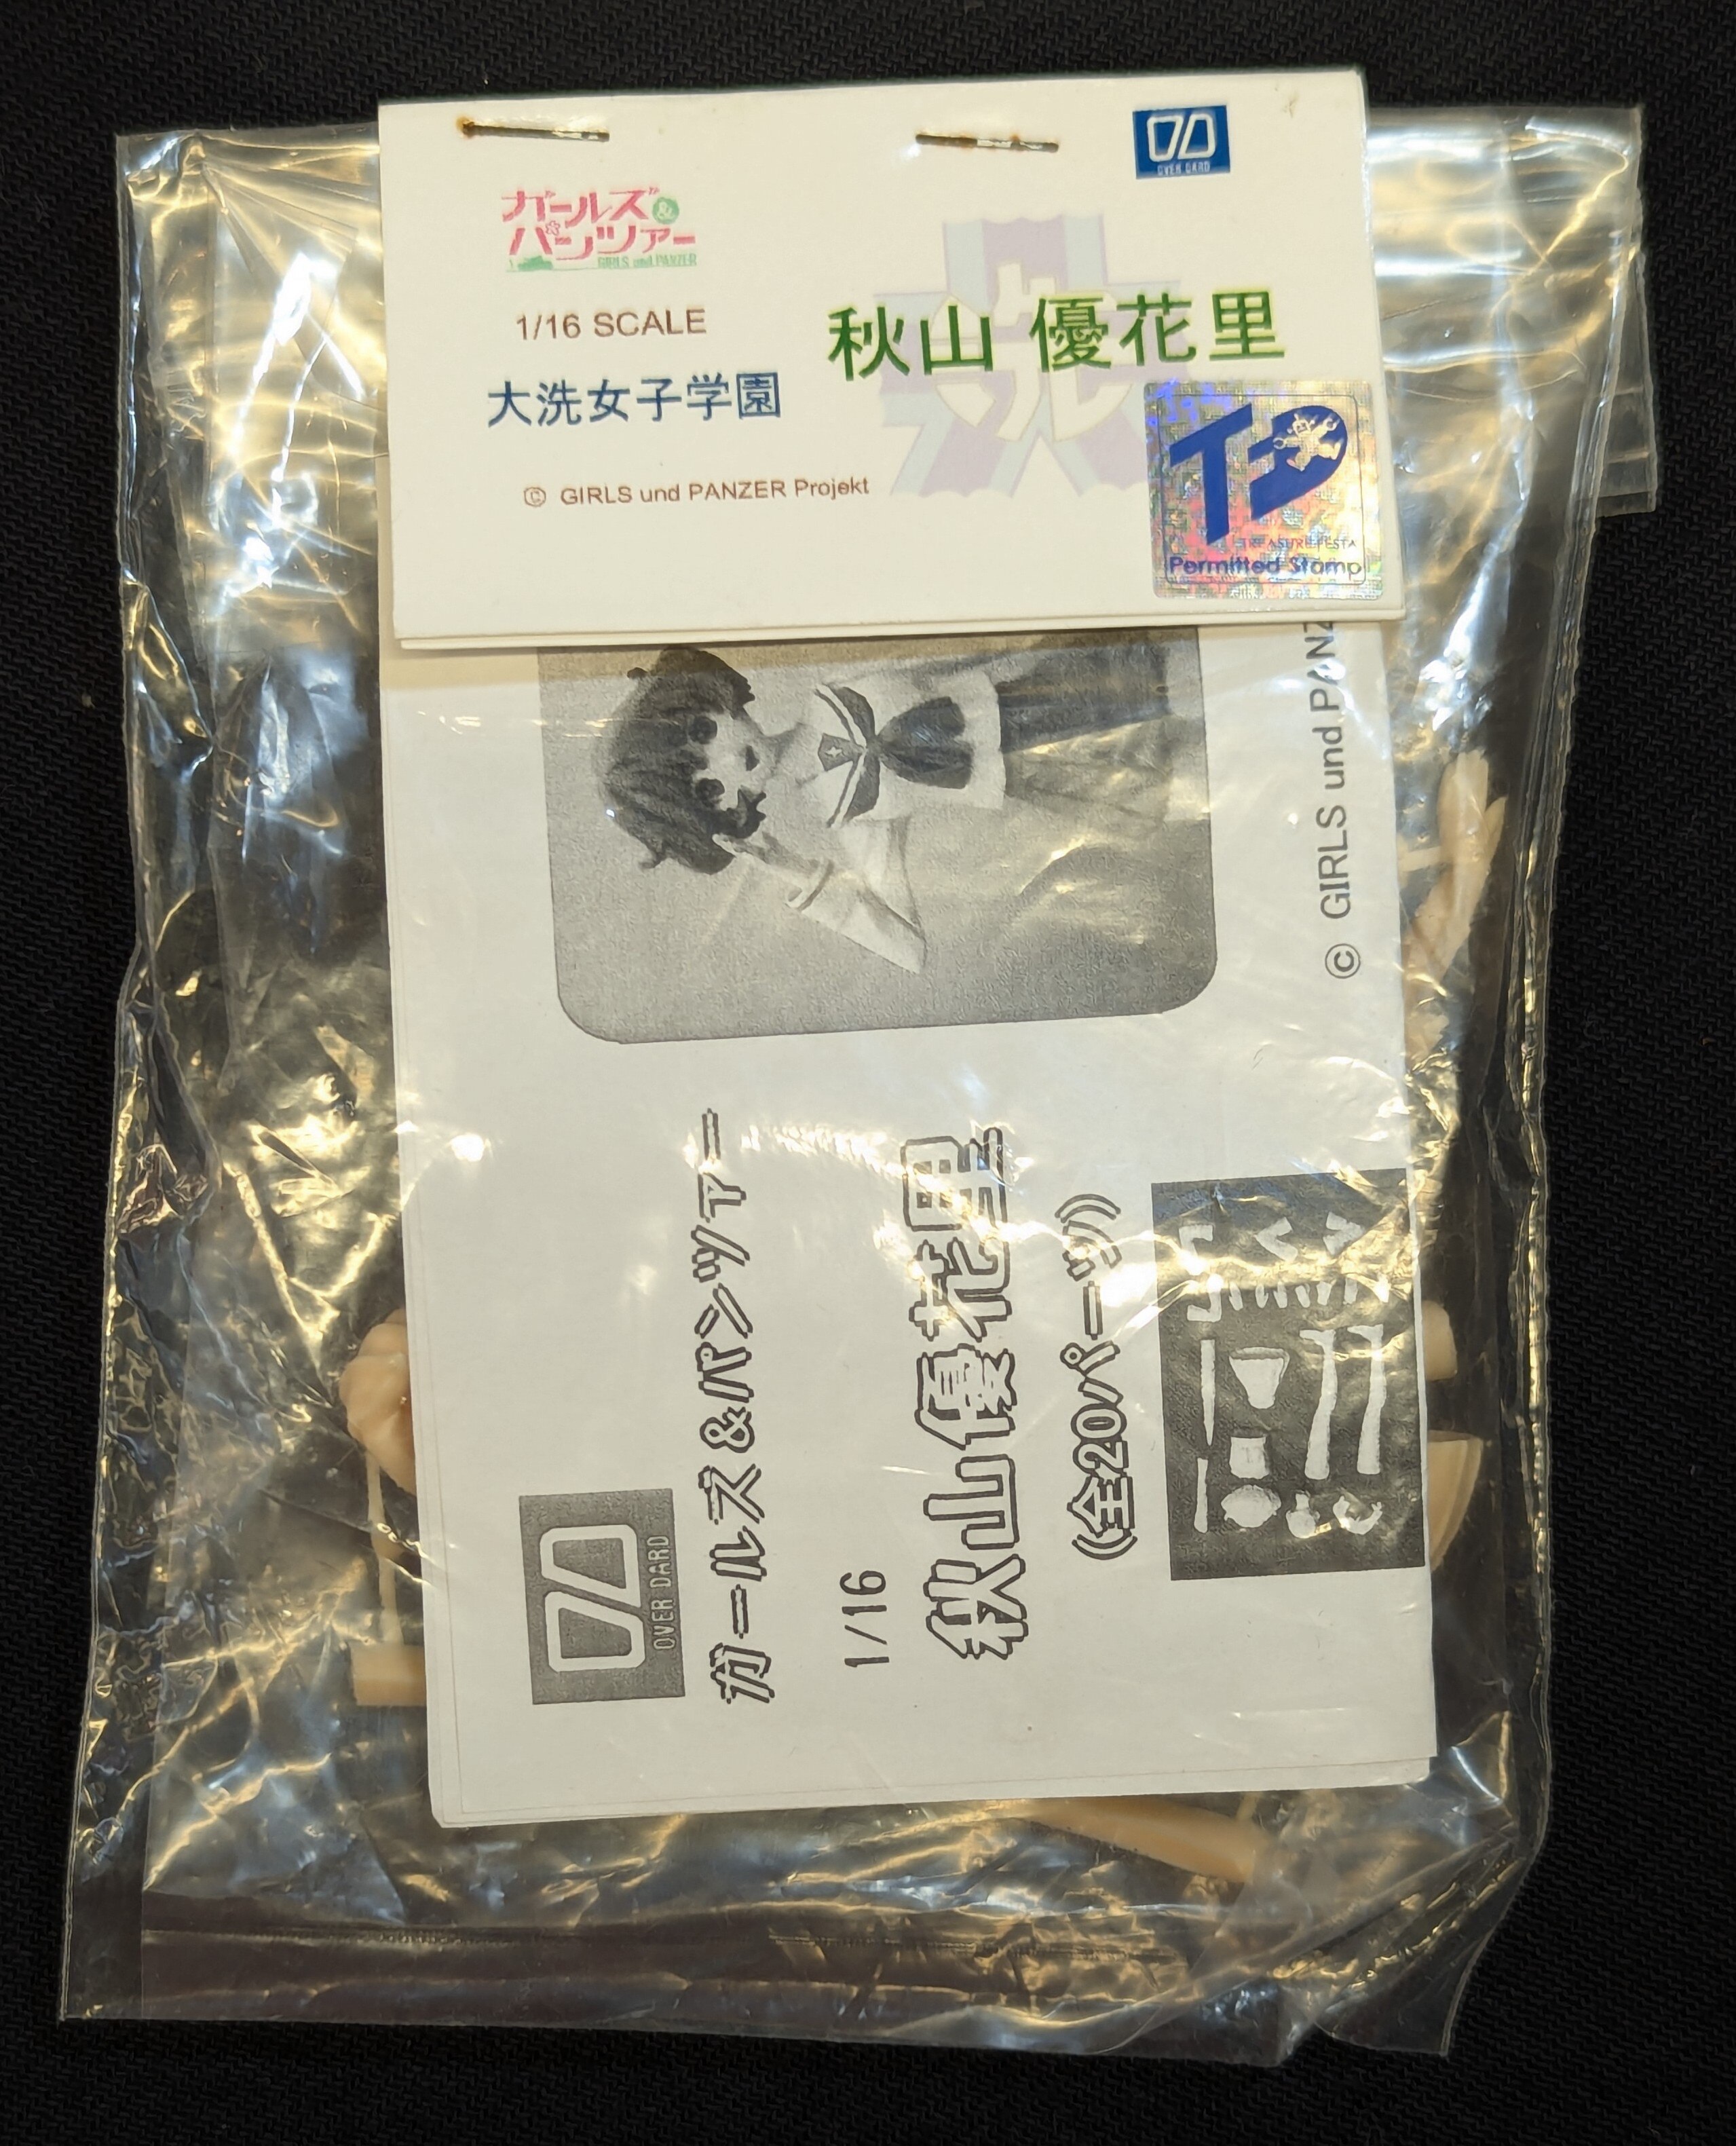 OVER DARD
ガールズ&
パンツァー
GIRLS und PANZER
1/16 SCALE
秋山 優花里
大洗女子学園
© GIRLS und PANZER Projekt
TREASURE FESTA
Permitted Stamp
© GIRLS und PANZ
OVER DARD
ガールズ&パンツァー
1/16
秋山優花里
(全20パーツ)